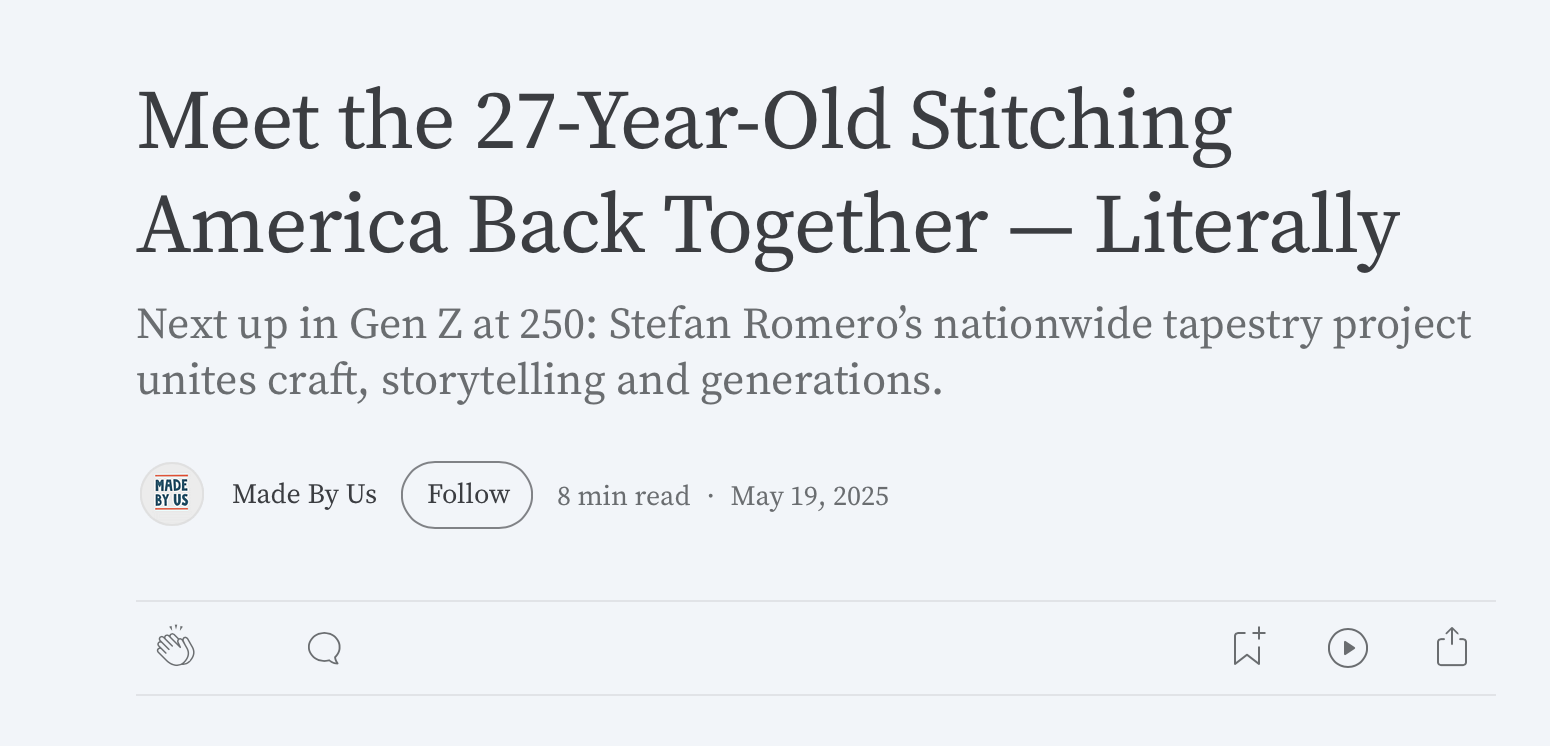 Meet the 27-Year-Old Stitching
America Back Together — Literally
Next up in Gen Z at 250: Stefan Romero’s nationwide tapestry project
unites craft, storytelling and generations.
MADE
BY US
Made By Us
Follow
8 min read · May 19, 2025